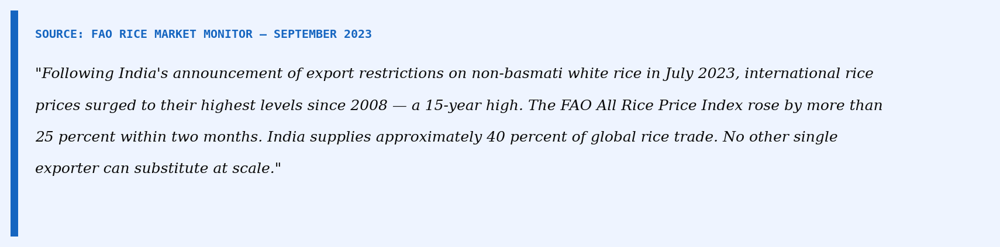 SOURCE: FAO RICE MARKET MONITOR — SEPTEMBER 2023
"Following India's announcement of export restrictions on non-basmati white rice in July 2023, international rice
prices surged to their highest levels since 2008 — a 15-year high. The FAO All Rice Price Index rose by more than
25 percent within two months. India supplies approximately 40 percent of global rice trade. No other single
exporter can substitute at scale."